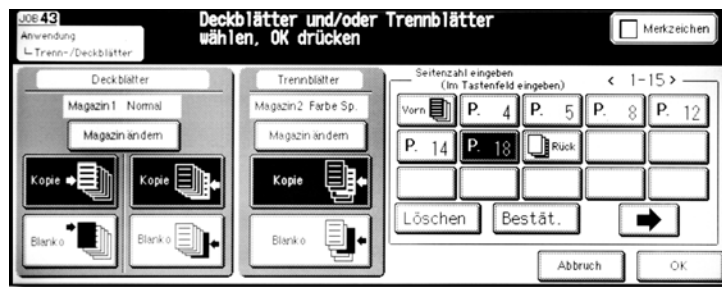 JOB 43
Anwendung
Trenn-/Deckblätter
Deckblätter und/oder Trennblätter
wählen, OK drücken
Merkzeichen
Deckblätter
Magazin1 Normal
Magazin ändern
Kopie
Kopie
Blanko
Blanko
Trennblätter
Magazin2 Farbe Sp.
Magazin ändern
Kopie
Blanko
Seitenzahl eingeben
(Im Tastenfeld eingeben)
< 1-15 >
Vorn
P. 4
P. 5
P. 8
P. 12
P. 14
P. 18
Rück
Löschen
Bestät.
Abbruch
OK